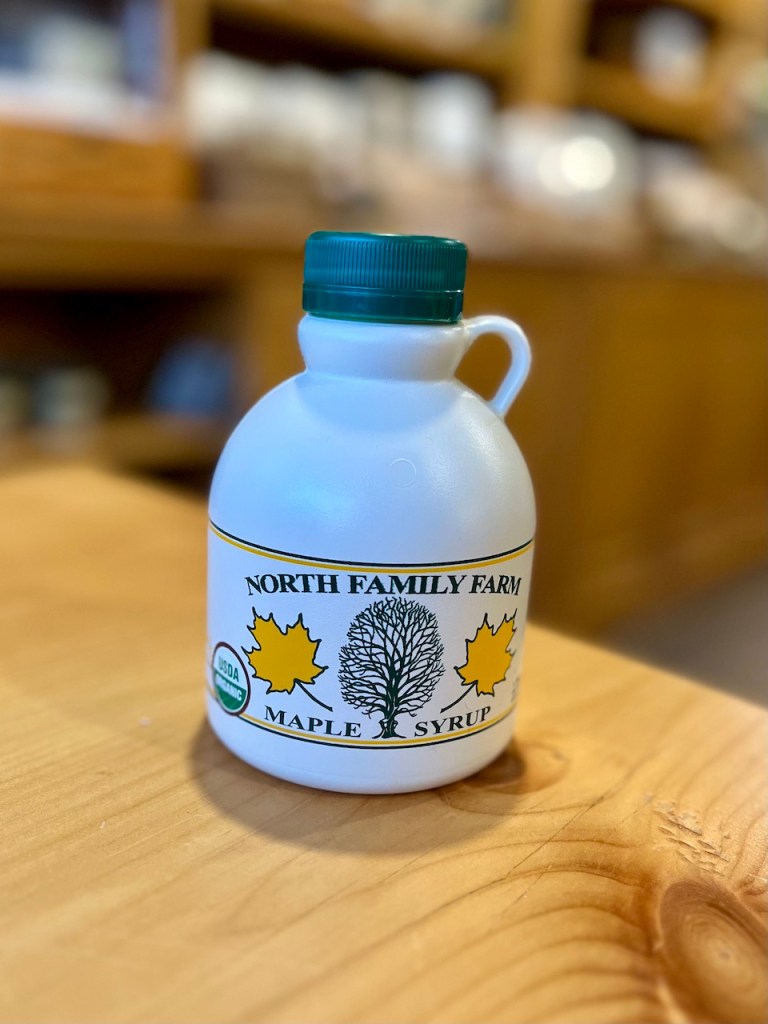 NORTH FAMILY FARM
USDA
ORGANIC
MAPLE SYRUP